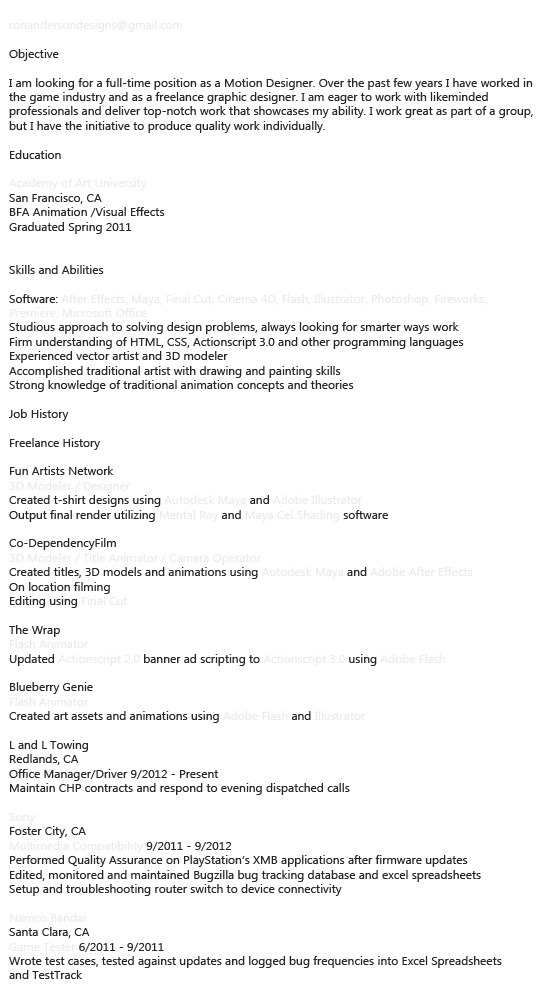 ronandersondesigns@gmail.com
Objective
I am looking for a full-time position as a Motion Designer. Over the past few years I have worked in
the game industry and as a freelance graphic designer. I am eager to work with likeminded
professionals and deliver top-notch work that showcases my ability. I work great as part of a group,
but I have the initiative to produce quality work individually.
Education
Academy of Art University
San Francisco, CA
BFA Animation /Visual Effects
Graduated Spring 2011
Skills and Abilities
Software: After Effects, Maya, Final Cut, Cinema 4D, Flash, Illustrator, Photoshop, Fireworks,
Premiere, Microsoft Office
Studious approach to solving design problems, always looking for smarter ways work
Firm understanding of HTML, CSS, Actionscript 3.0 and other programming languages
Experienced vector artist and 3D modeler
Accomplished traditional artist with drawing and painting skills
Strong knowledge of traditional animation concepts and theories
Job History
Freelance History
Fun Artists Network
3D Modeler / Designer
Created t-shirt designs using Autodesk Maya and Adobe Illustrator
Output final render utilizing Mental Ray and Maya Cel Shading software
Co-DependencyFilm
3D Modeler / Title Animator / Camera Operator
Created titles, 3D models and animations using Autodesk Maya and Adobe After Effects
On location filming
Editing using Final Cut
The Wrap
Flash Animator
Updated Actionscript 2.0 banner ad scripting to Actionscript 3.0 using Adobe Flash
Blueberry Genie
Flash Animator
Created art assets and animations using Adobe Flash and Illustrator
L and L Towing
Redlands, CA
Office Manager/Driver 9/2012 - Present
Maintain CHP contracts and respond to evening dispatched calls
Sony
Foster City, CA
Multimedia Compatibility 9/2011 - 9/2012
Performed Quality Assurance on PlayStation's XMB applications after firmware updates
Edited, monitored and maintained Bugzilla bug tracking database and excel spreadsheets
Setup and troubleshooting router switch to device connectivity
Namco Bandai
Santa Clara, CA
Game Tester 6/2011 - 9/2011
Wrote test cases, tested against updates and logged bug frequencies into Excel Spreadsheets
and TestTrack